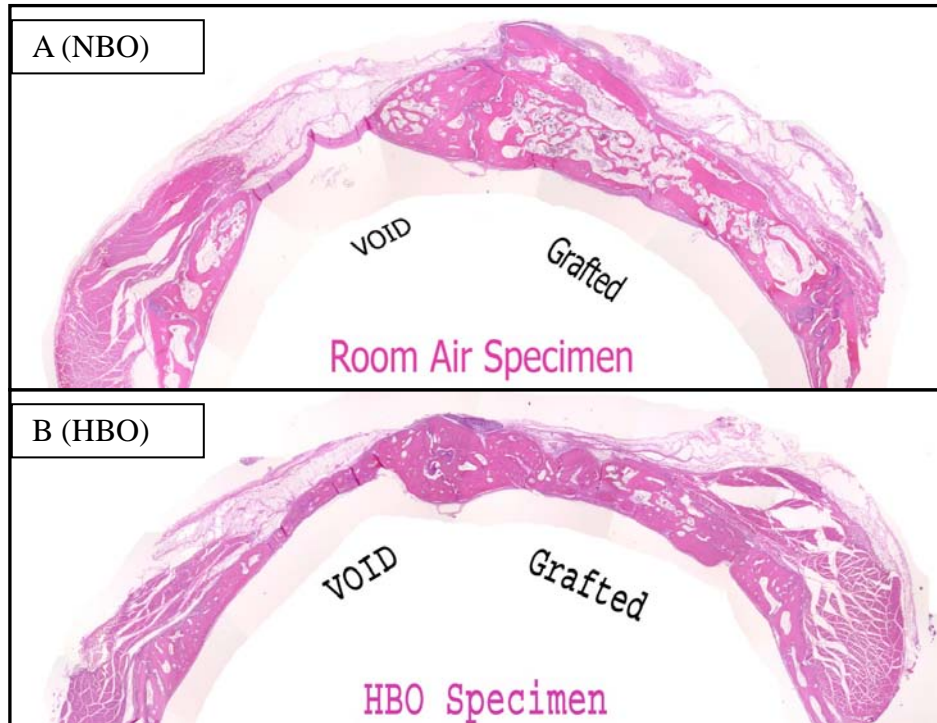 A (NBO)
VOID
Grafted
Room Air Specimen
B (HBO)
VOID
Grafted
HBO Specimen